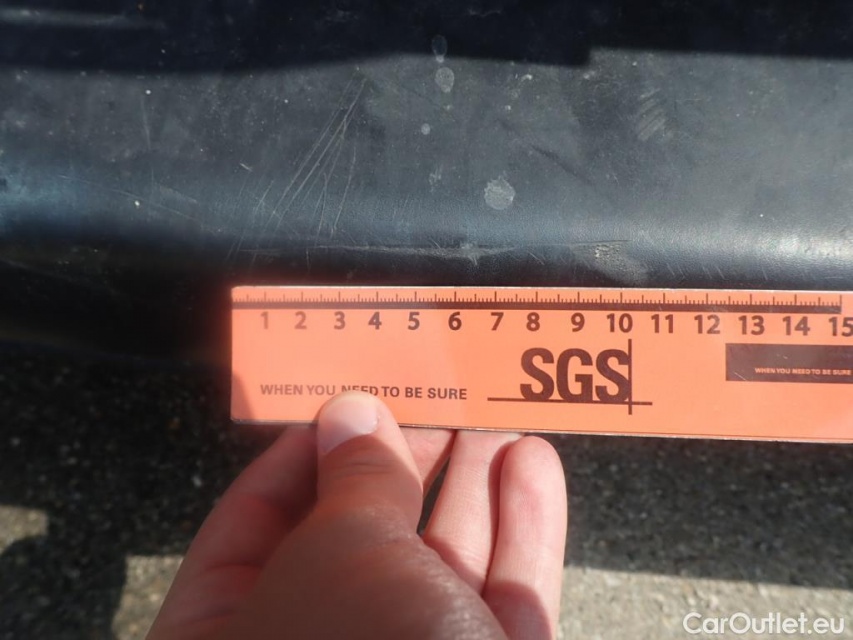 1 2 3 4 5 6 7 8 9 10 11 12 13 14 15
SGS
WHEN YOU NEED TO BE SURE
WHEN YOU NEED TO BE SURE
CarOutlet.eu